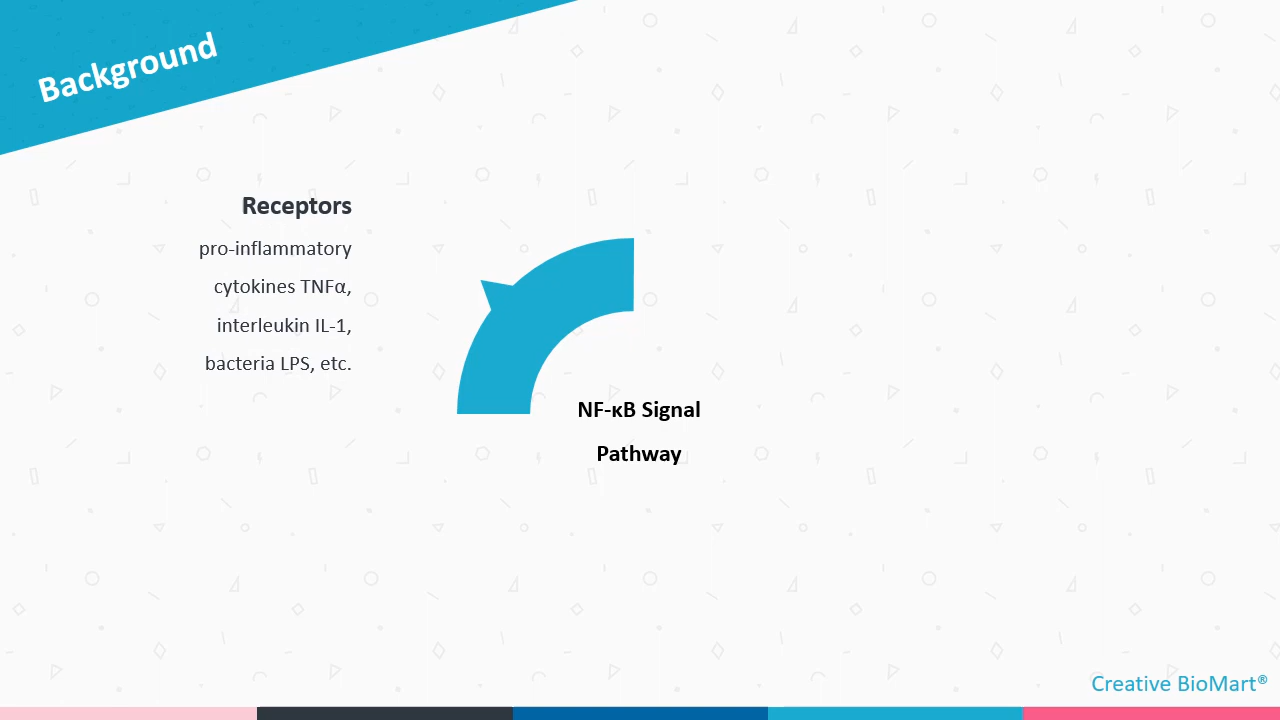 Background
Receptors
pro-inflammatory
cytokines TNFα,
interleukin IL-1,
bacteria LPS, etc.
NF-κB Signal
Pathway
Creative BioMart®